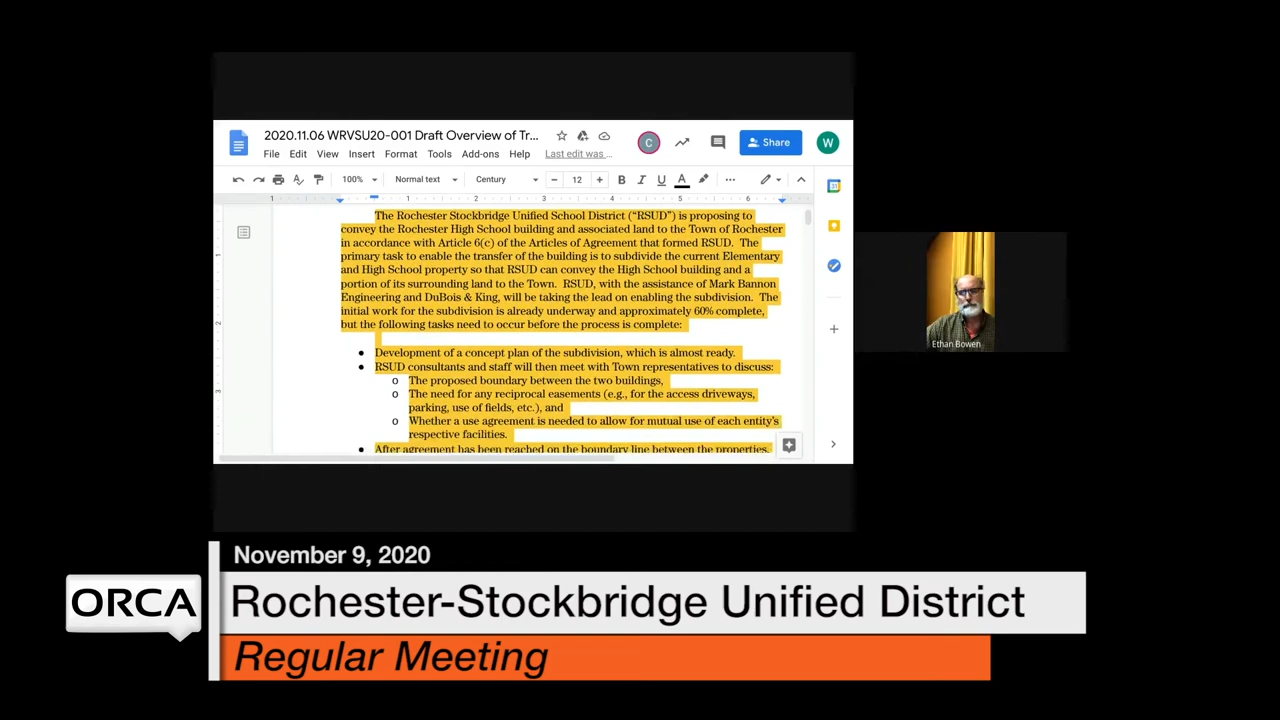 2020.11.06 WRVSU20-001 Draft Overview of Tr...
C
Share
W
File Edit View Insert Format Tools Add-ons Help Last edit was ...
100% Normal text Century 12 B I U A
1 1 2 3 4 5 6
The Rochester Stockbridge Unified School District (“RSUD”) is proposing to
convey the Rochester High School building and associated land to the Town of Rochester
in accordance with Article 6(c) of the Articles of Agreement that formed RSUD. The
primary task to enable the transfer of the building is to subdivide the current Elementary
and High School property so that RSUD can convey the High School building and a
portion of its surrounding land to the Town. RSUD, with the assistance of Mark Bannon
Engineering and DuBois & King, will be taking the lead on enabling the subdivision. The
initial work for the subdivision is already underway and approximately 60% complete,
but the following tasks need to occur before the process is complete:
● Development of a concept plan of the subdivision, which is almost ready.
● RSUD consultants and staff will then meet with Town representatives to discuss:
o The proposed boundary between the two buildings,
o The need for any reciprocal easements (e.g., for the access driveways,
parking, use of fields, etc.), and
o Whether a use agreement is needed to allow for mutual use of each entity’s
respective facilities.
● After agreement has been reached on the boundary line between the properties,
1
2
3
31
Ethan Bowen
November 9, 2020
ORCA
Rochester-Stockbridge Unified District
Regular Meeting